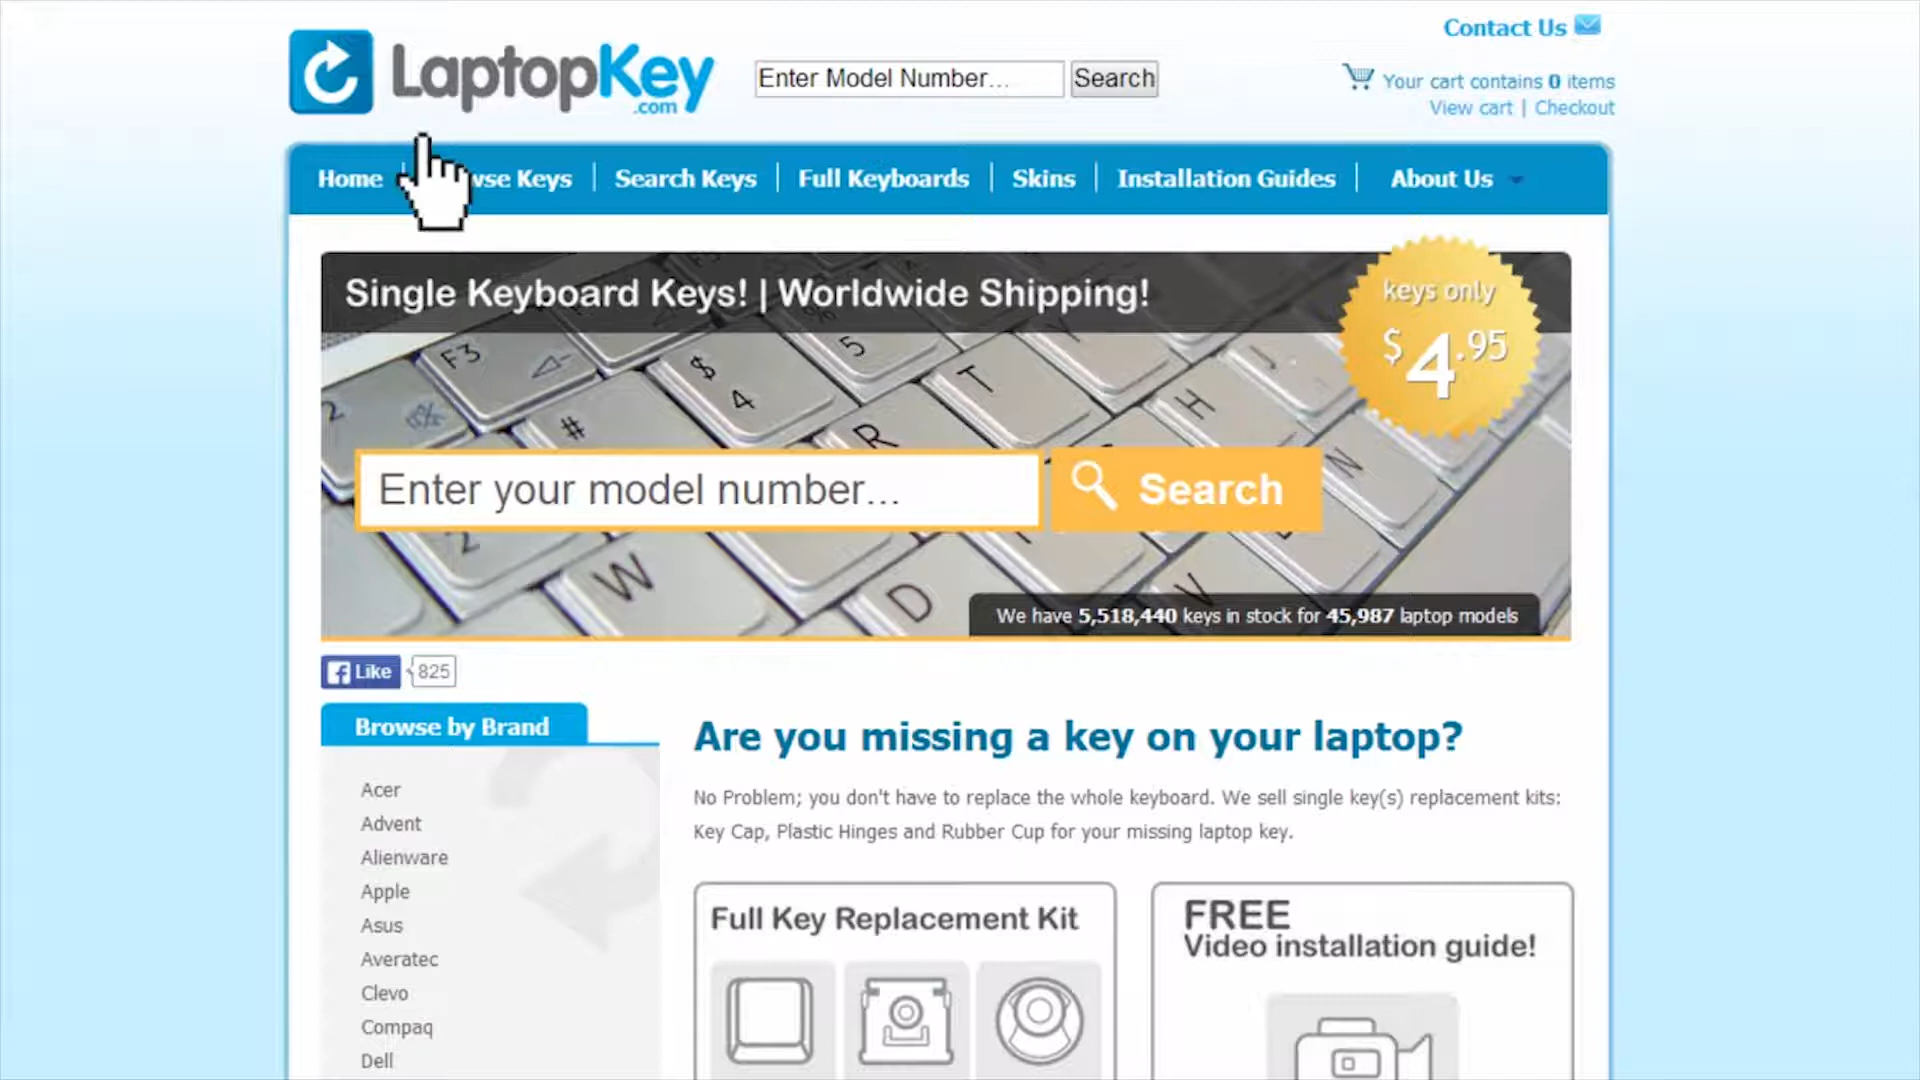 Contact Us
LaptopKey
.com
Enter Model Number...
Search
Your cart contains 0 items
View cart | Checkout
Home
wse Keys
Search Keys
Full Keyboards
Skins
Installation Guides
About Us
Single Keyboard Keys! | Worldwide Shipping!
keys only
$4.95
F3
$
4
5
T
H
2
#
R
N
Enter your model number...
Search
2
W
D
V
We have 5,518,440 keys in stock for 45,987 laptop models
Like
825
Browse by Brand
Are you missing a key on your laptop?
No Problem; you don't have to replace the whole keyboard. We sell single key(s) replacement kits:
Key Cap, Plastic Hinges and Rubber Cup for your missing laptop key.
Acer
Advent
Alienware
Apple
Asus
Averatec
Clevo
Compaq
Dell
Full Key Replacement Kit
FREE
Video installation guide!